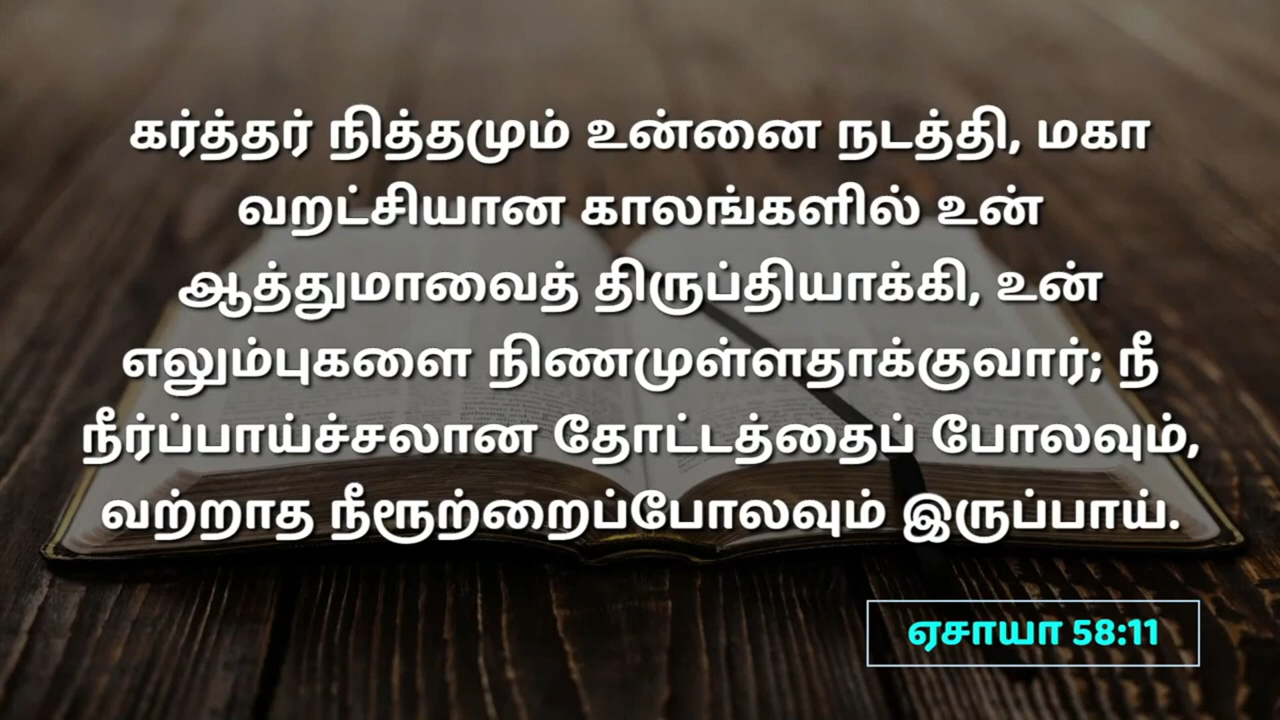 கர்த்தர் நித்தமும் உன்னை நடத்தி, மகா
வறட்சியான காலங்களில் உன்
ஆத்துமாவைத் திருப்தியாக்கி, உன்
எலும்புகளை நிணமுள்ளதாக்குவார்; நீ
நீர்ப்பாய்ச்சலான தோட்டத்தைப் போலவும்,
வற்றாத நீரூற்றைப்போலவும் இருப்பாய்.
ஏசாயா 58:11